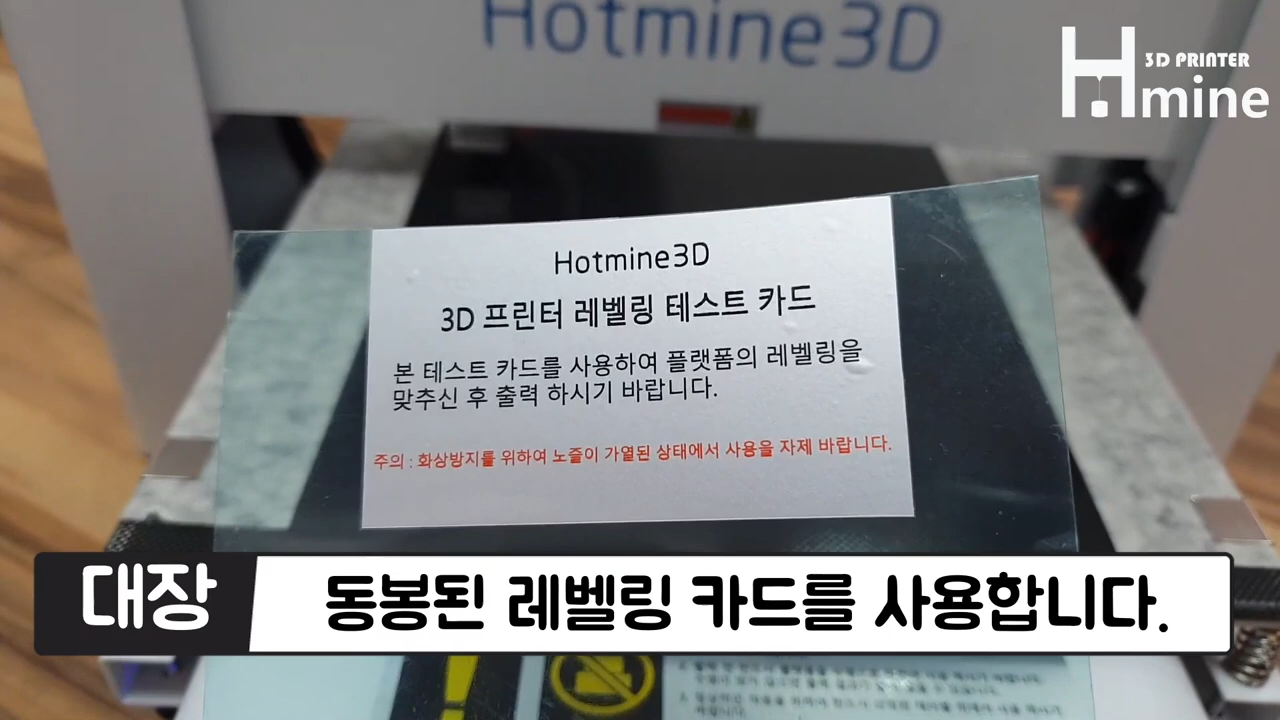 Hotmine3D
3D PRINTER
Hmine
Hotmine3D
3D 프린터 레벨링 테스트 카드
본 테스트 카드를 사용하여 플랫폼의 레벨링을
맞추신 후 출력 하시기 바랍니다.
주의 : 화상방지를 위하여 노즐이 가열된 상태에서 사용을 자제 바랍니다.
대장
동봉된 레벨링 카드를 사용합니다.